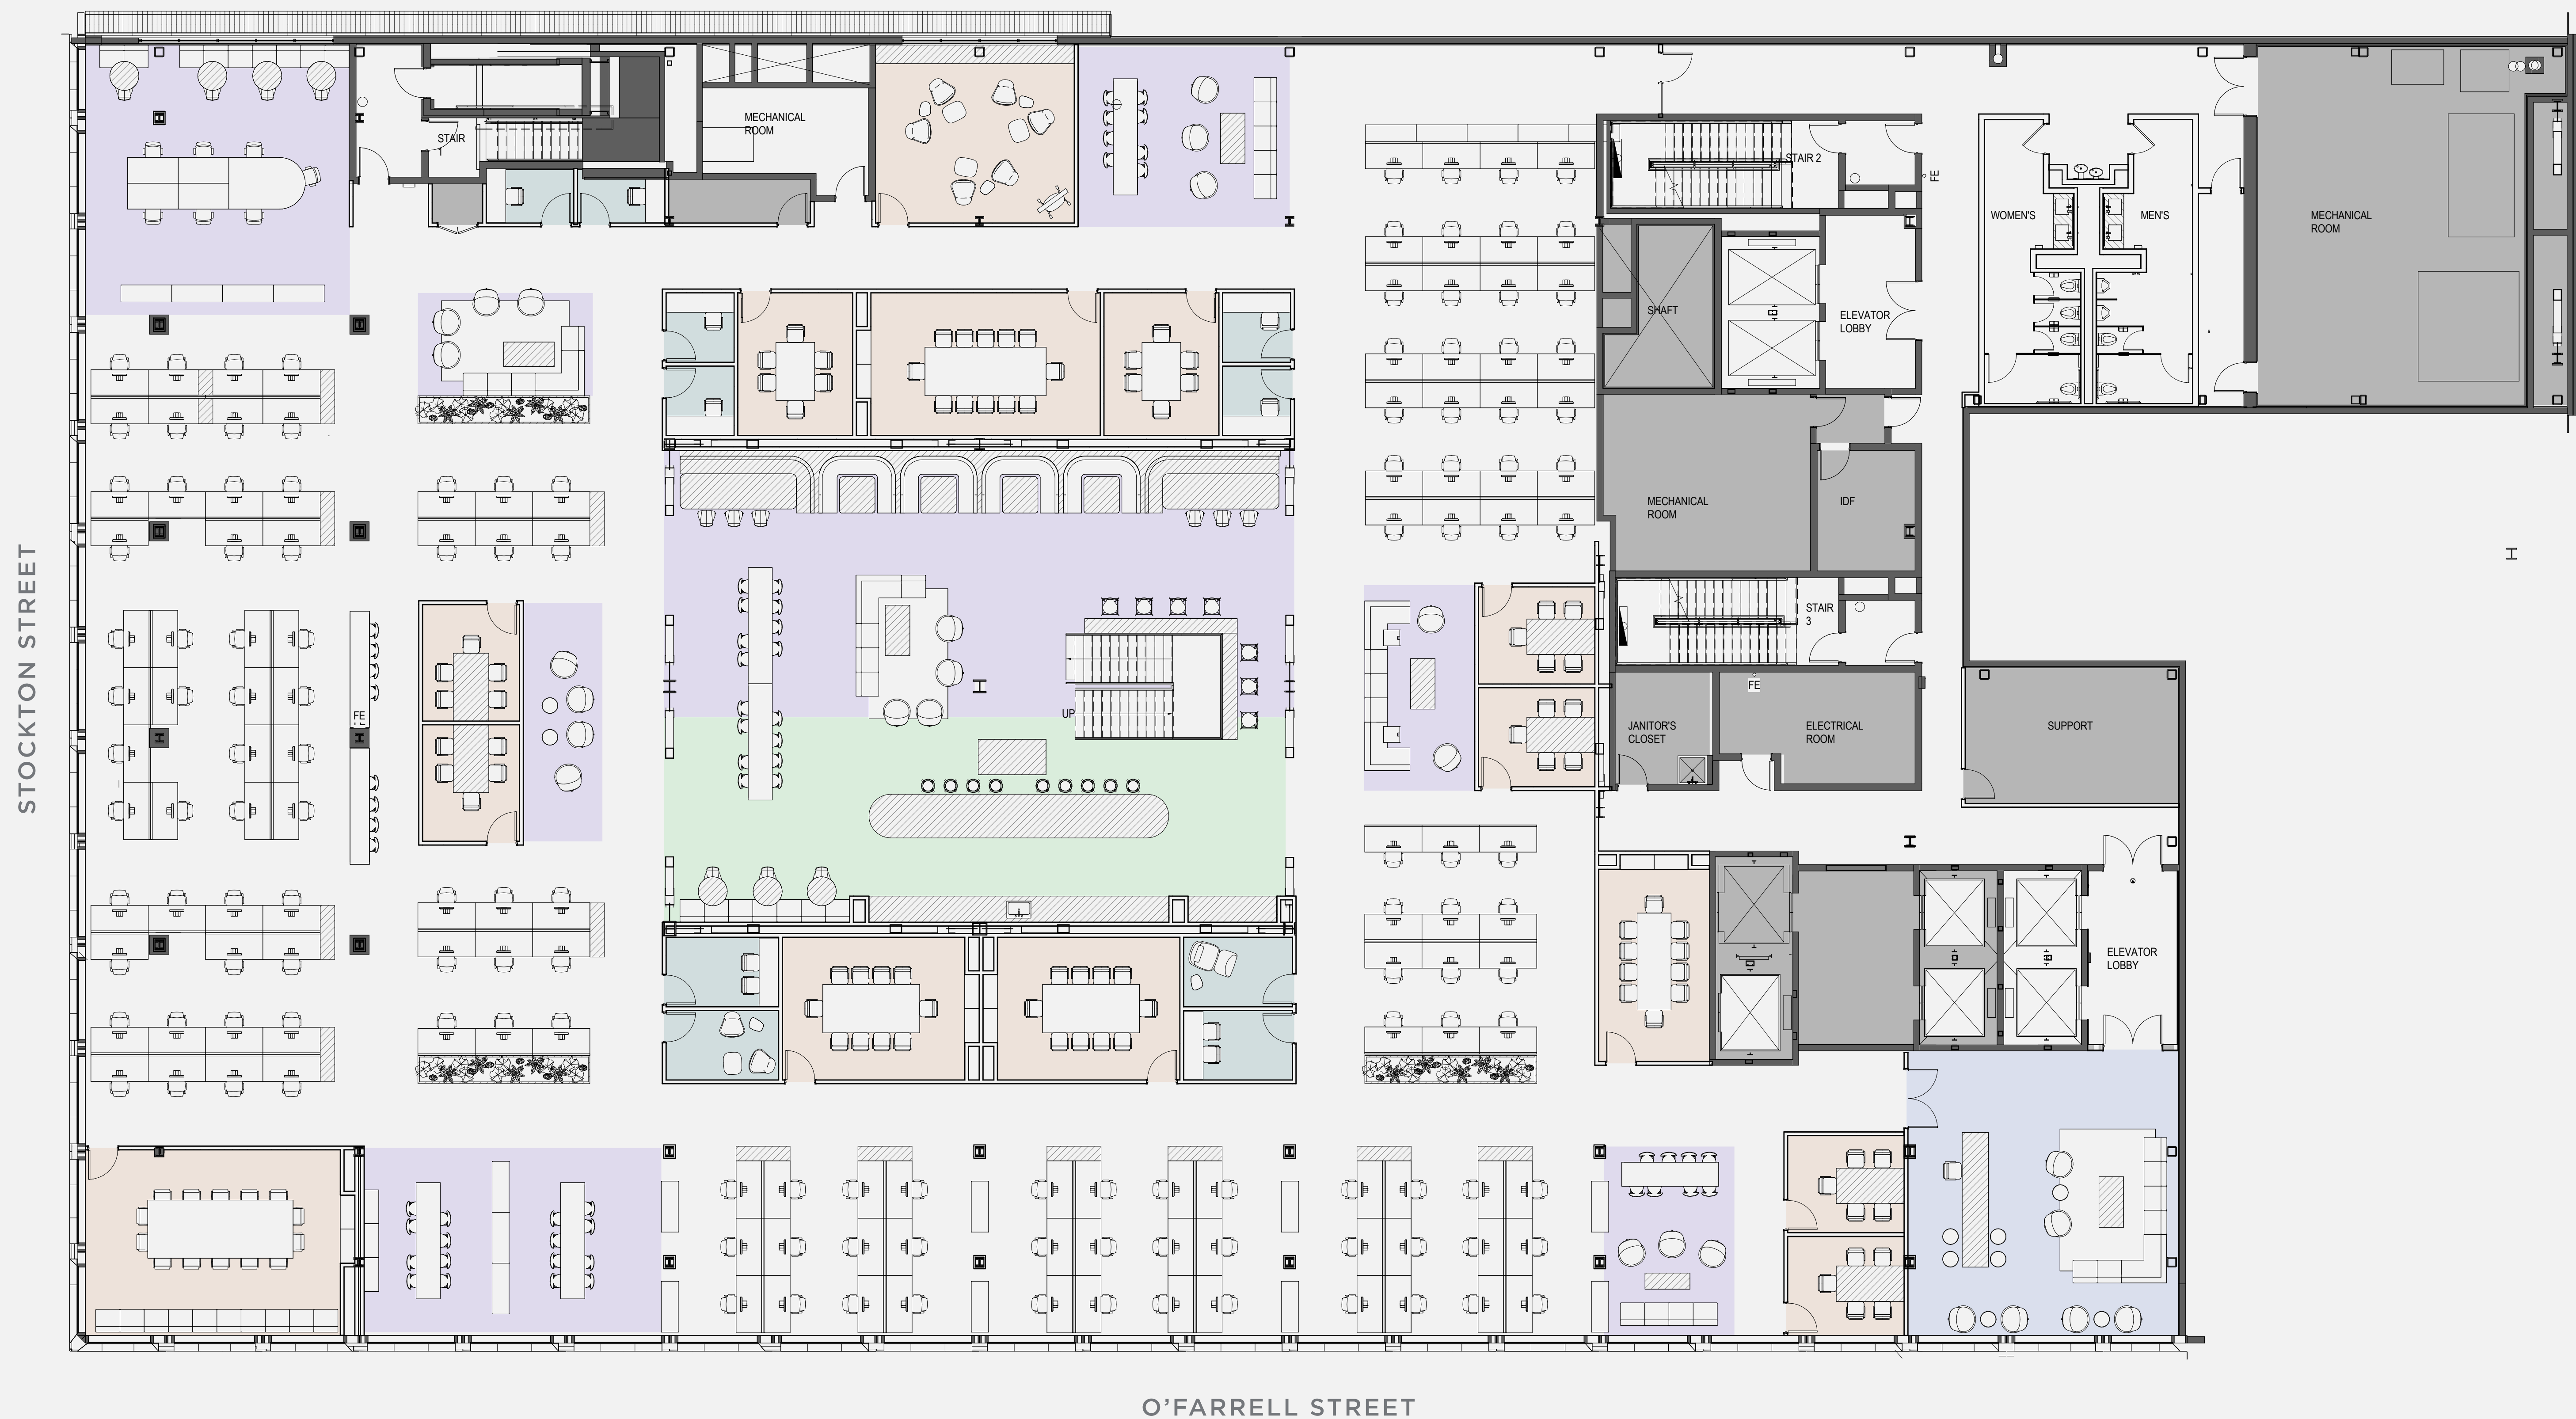 MECHANICAL
ROOM
STAIR
1
STAIR 2
FE
WOMEN'S
MEN'S
MECHANICAL
ROOM
SHAFT
ELEVATOR
LOBBY
MECHANICAL
ROOM
IDF
STAIR
3
FE
UP
FE
JANITOR'S
CLOSET
ELECTRICAL
ROOM
SUPPORT
ELEVATOR
LOBBY
STOCKTON STREET
O'FARRELL STREET